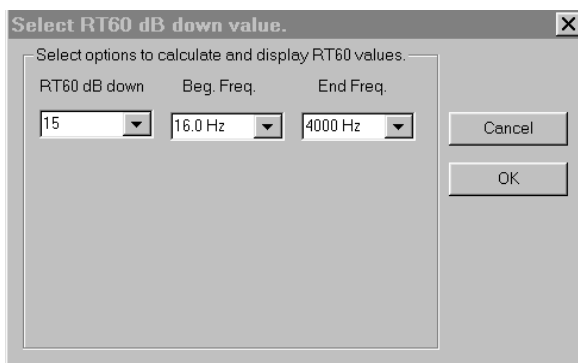 Select RT60 dB down value.
Select options to calculate and display RT60 values.
RT60 dB down Beg. Freq. End Freq.
15 16.0 Hz 4000 Hz
Cancel
OK